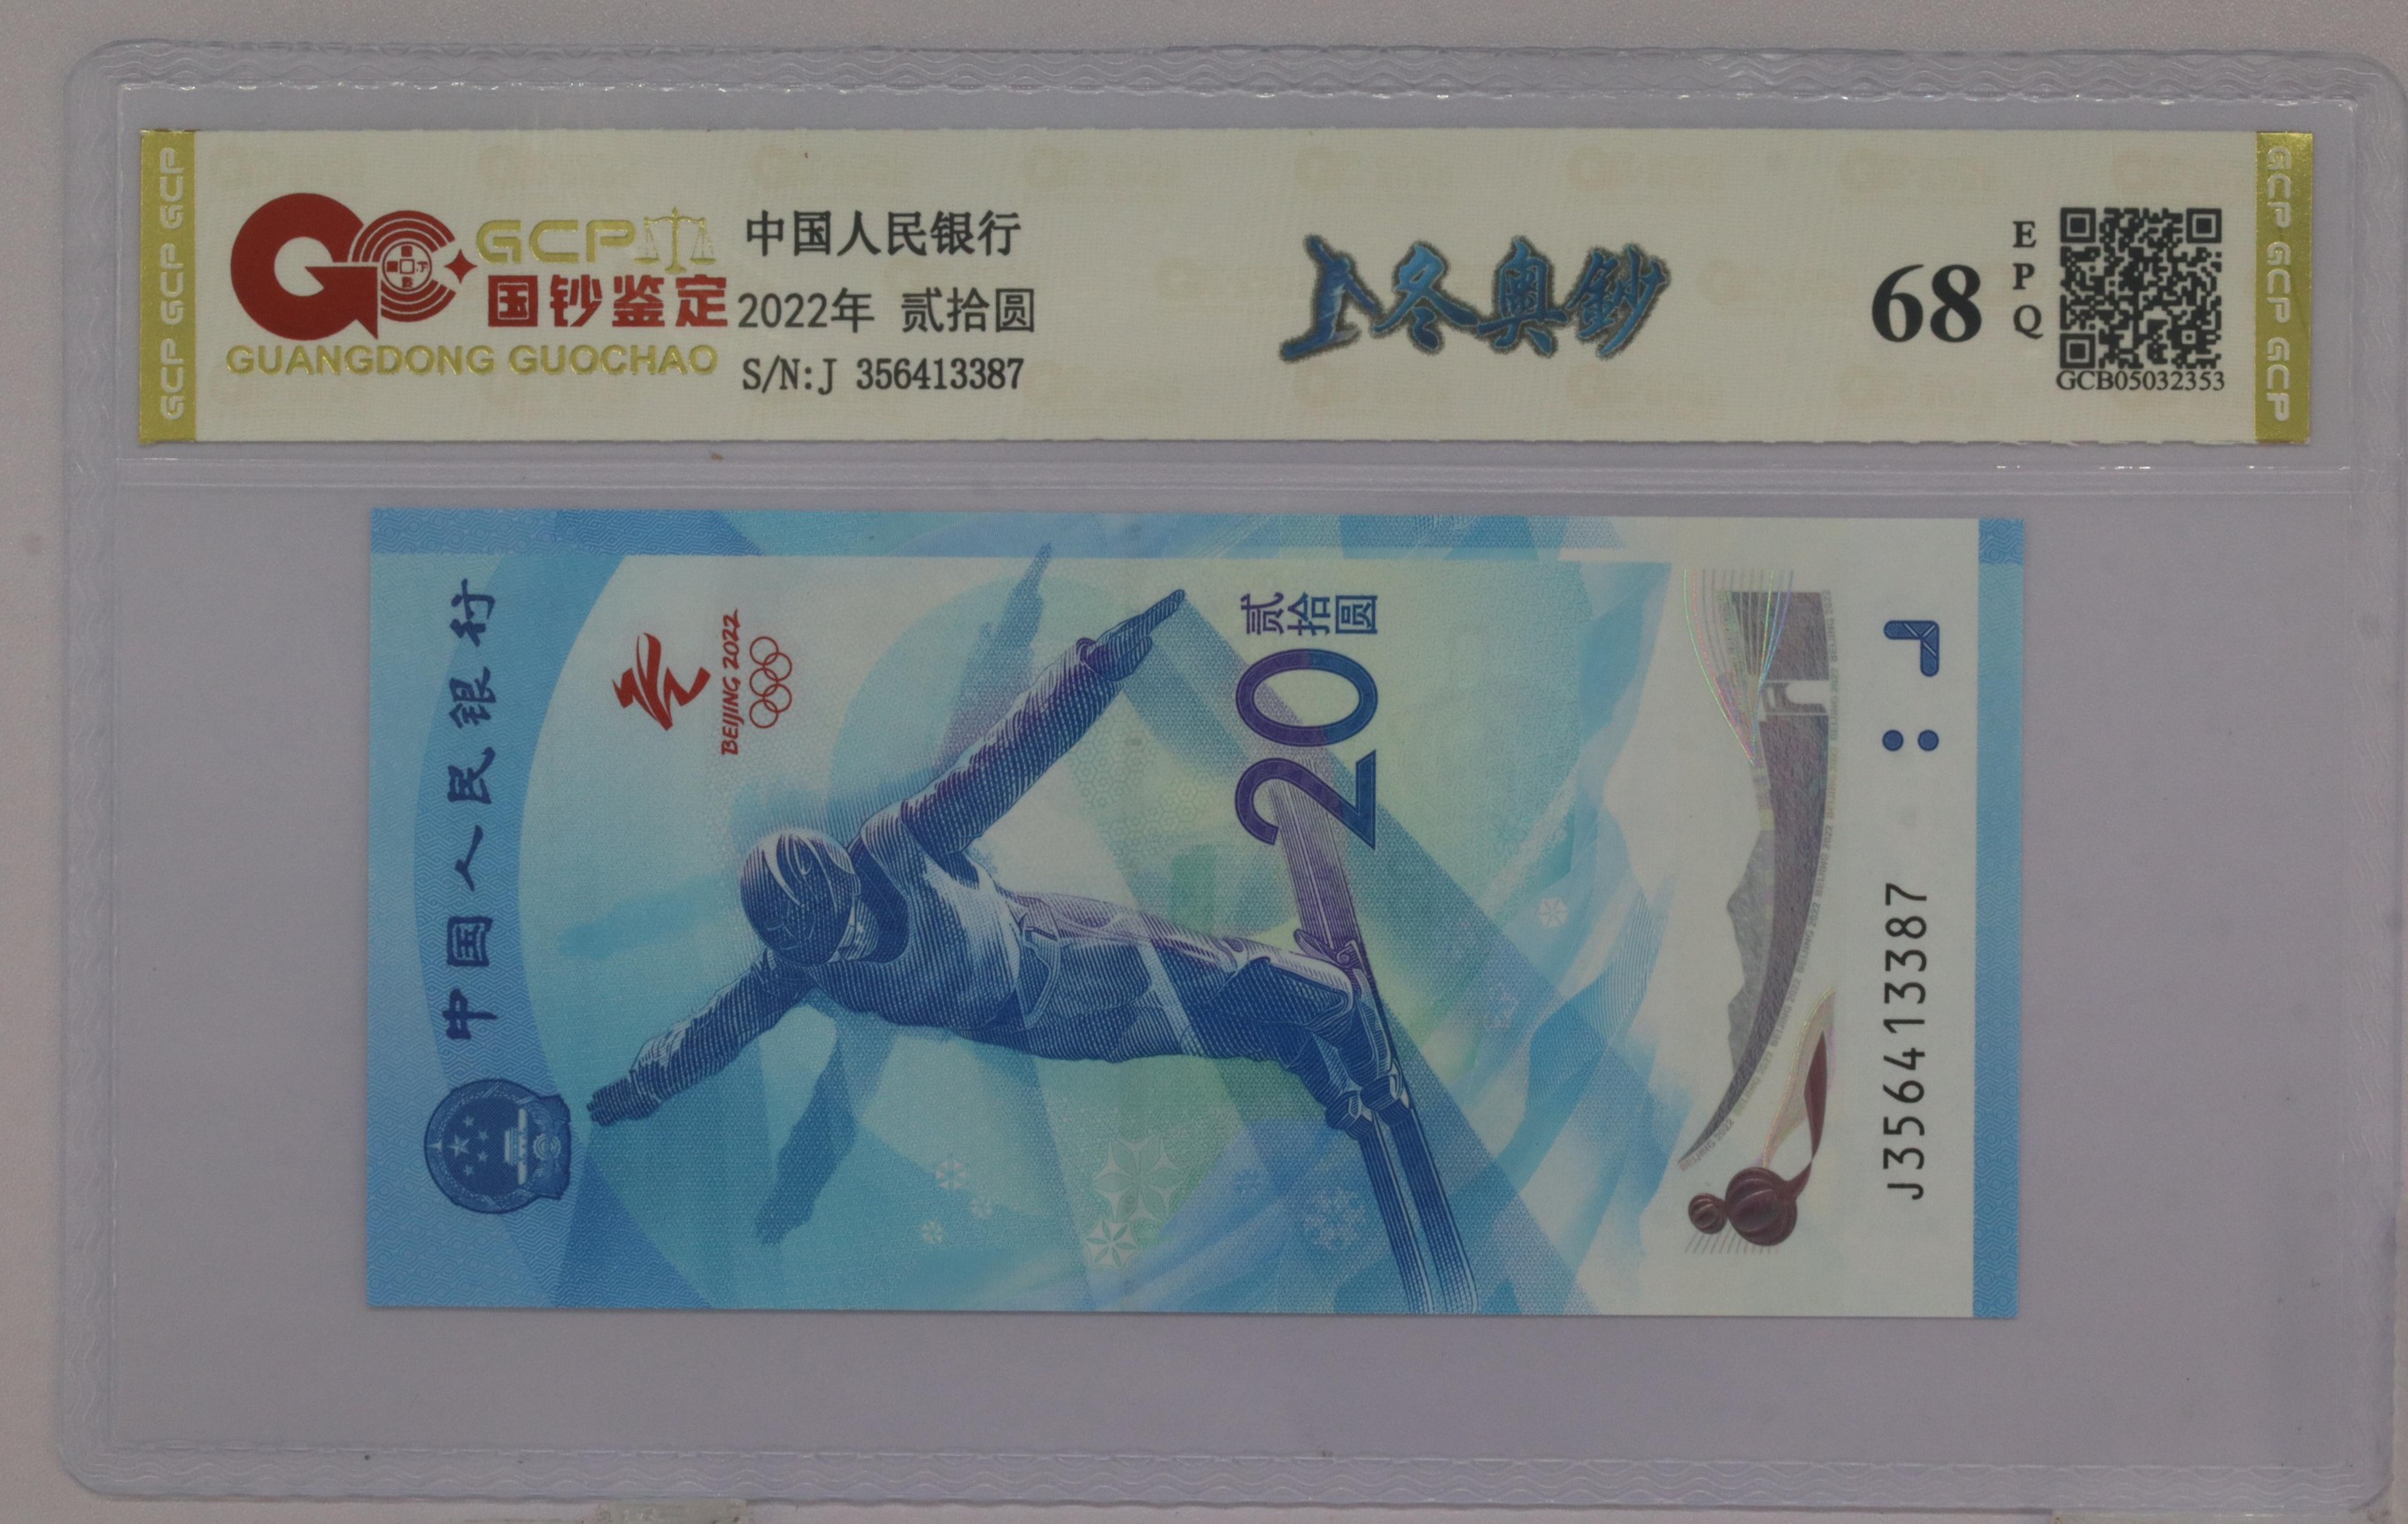 GCP GCP GCP
GCP
国钞鉴定
GUANGDONG GUOCHAO
中国人民银行
2022年 贰拾圆
S/N:J 356413387
冬奥鈔
68
EPQ
GCB05032353
GCP GCP GCP
中国人民银行
BEIJING 2022
贰拾圆
20
J356413387